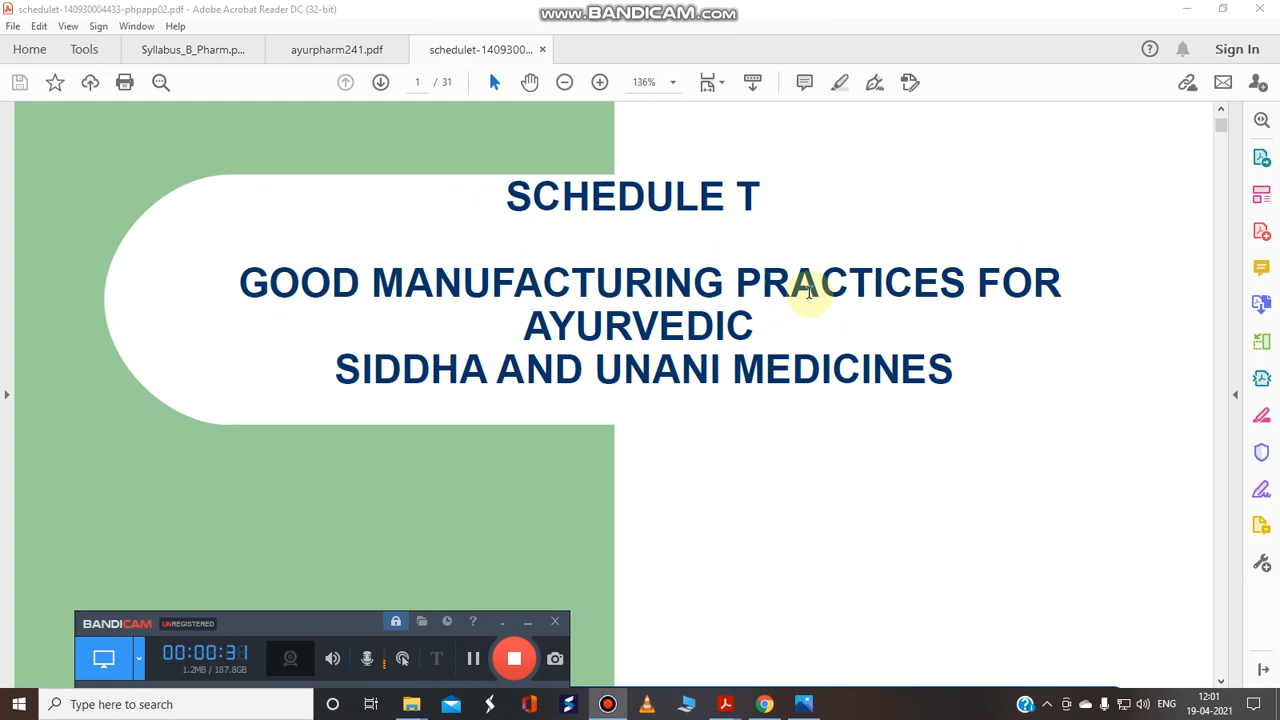 schedulet-140930004433-phpapp02.pdf - Adobe Acrobat Reader DC (32-bit)
WWW.BANDICAM.COM
File Edit View Sign Window Help
Home Tools Syllabus_B_Pharm.p... ayurpharm241.pdf schedulet-1409300... × Sign In
1 / 31 136%
SCHEDULE T
GOOD MANUFACTURING PRACTICES FOR
AYURVEDIC
SIDDHA AND UNANI MEDICINES
BANDICAM UNREGISTERED
00:00:31
1.2MB / 187.8GB
Type here to search
ENG
12:01
19-04-2021